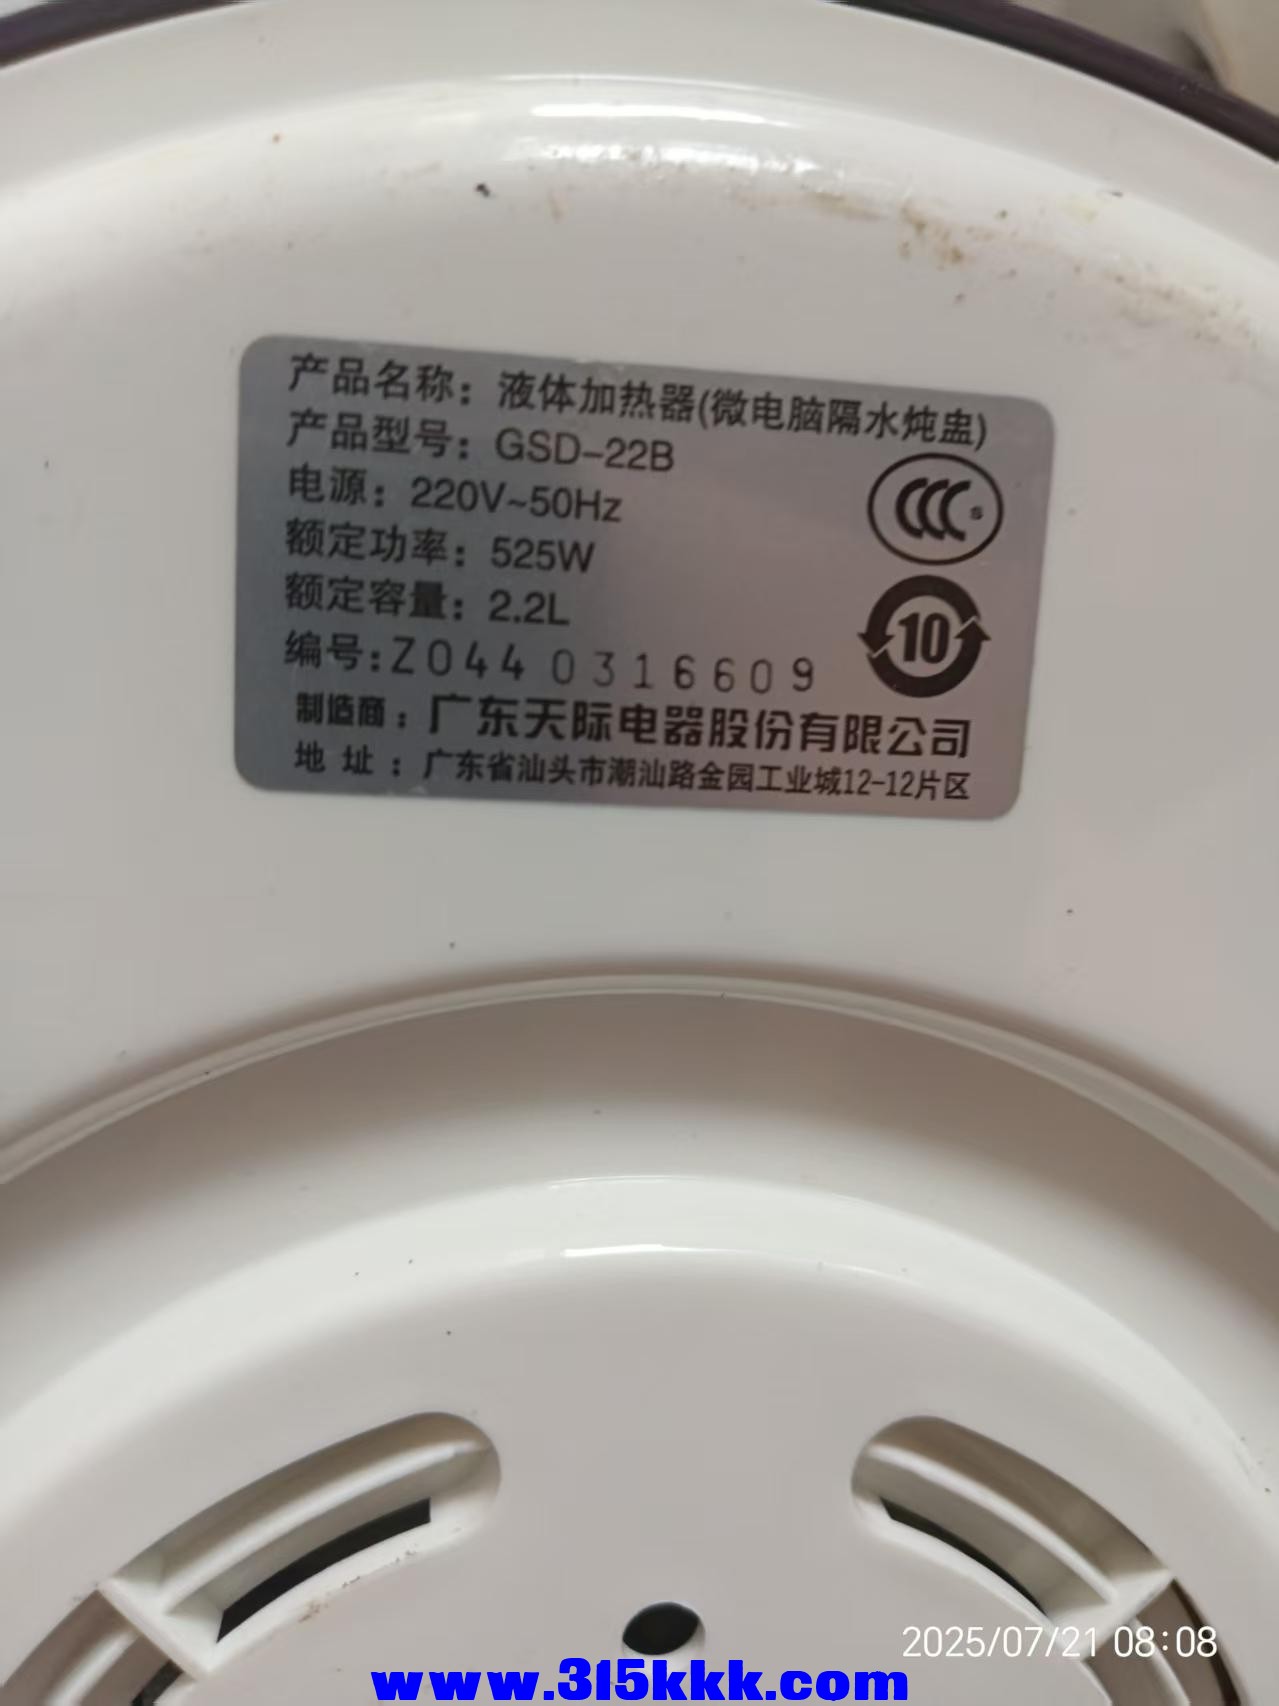 产品名称：液体加热器(微电脑隔水炖盅)
产品型号：GSD-22B
电源：220V~50Hz
额定功率：525W
额定容量：2.2L
编号:Z0440316609
制造商：广东天际电器股份有限公司
地 址：广东省汕头市潮汕路金园工业城12-12片区
CCC S
10
2025/07/21 08:08
www.315kkk.com